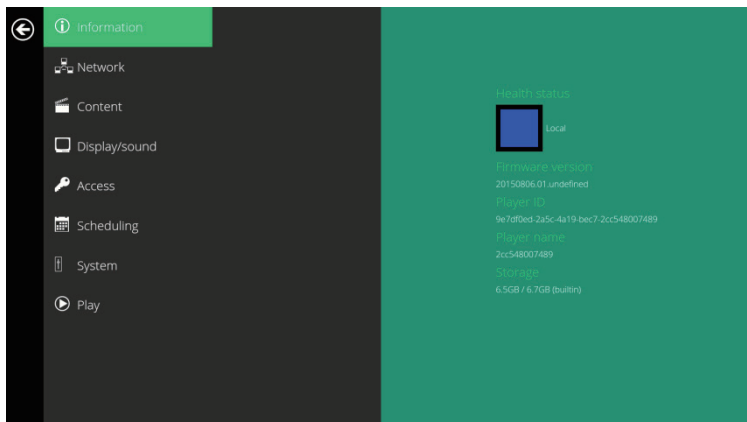 Information
Network
Content
Display/sound
Access
Scheduling
System
Play
Health status
Local
Firmware version
20150806.01.undefined
Player ID
9e7df0ed-2a5c-4a19-bec7-2cc548007489
Player name
2cc548007489
Storage
6.5GB / 6.7GB (builtin)